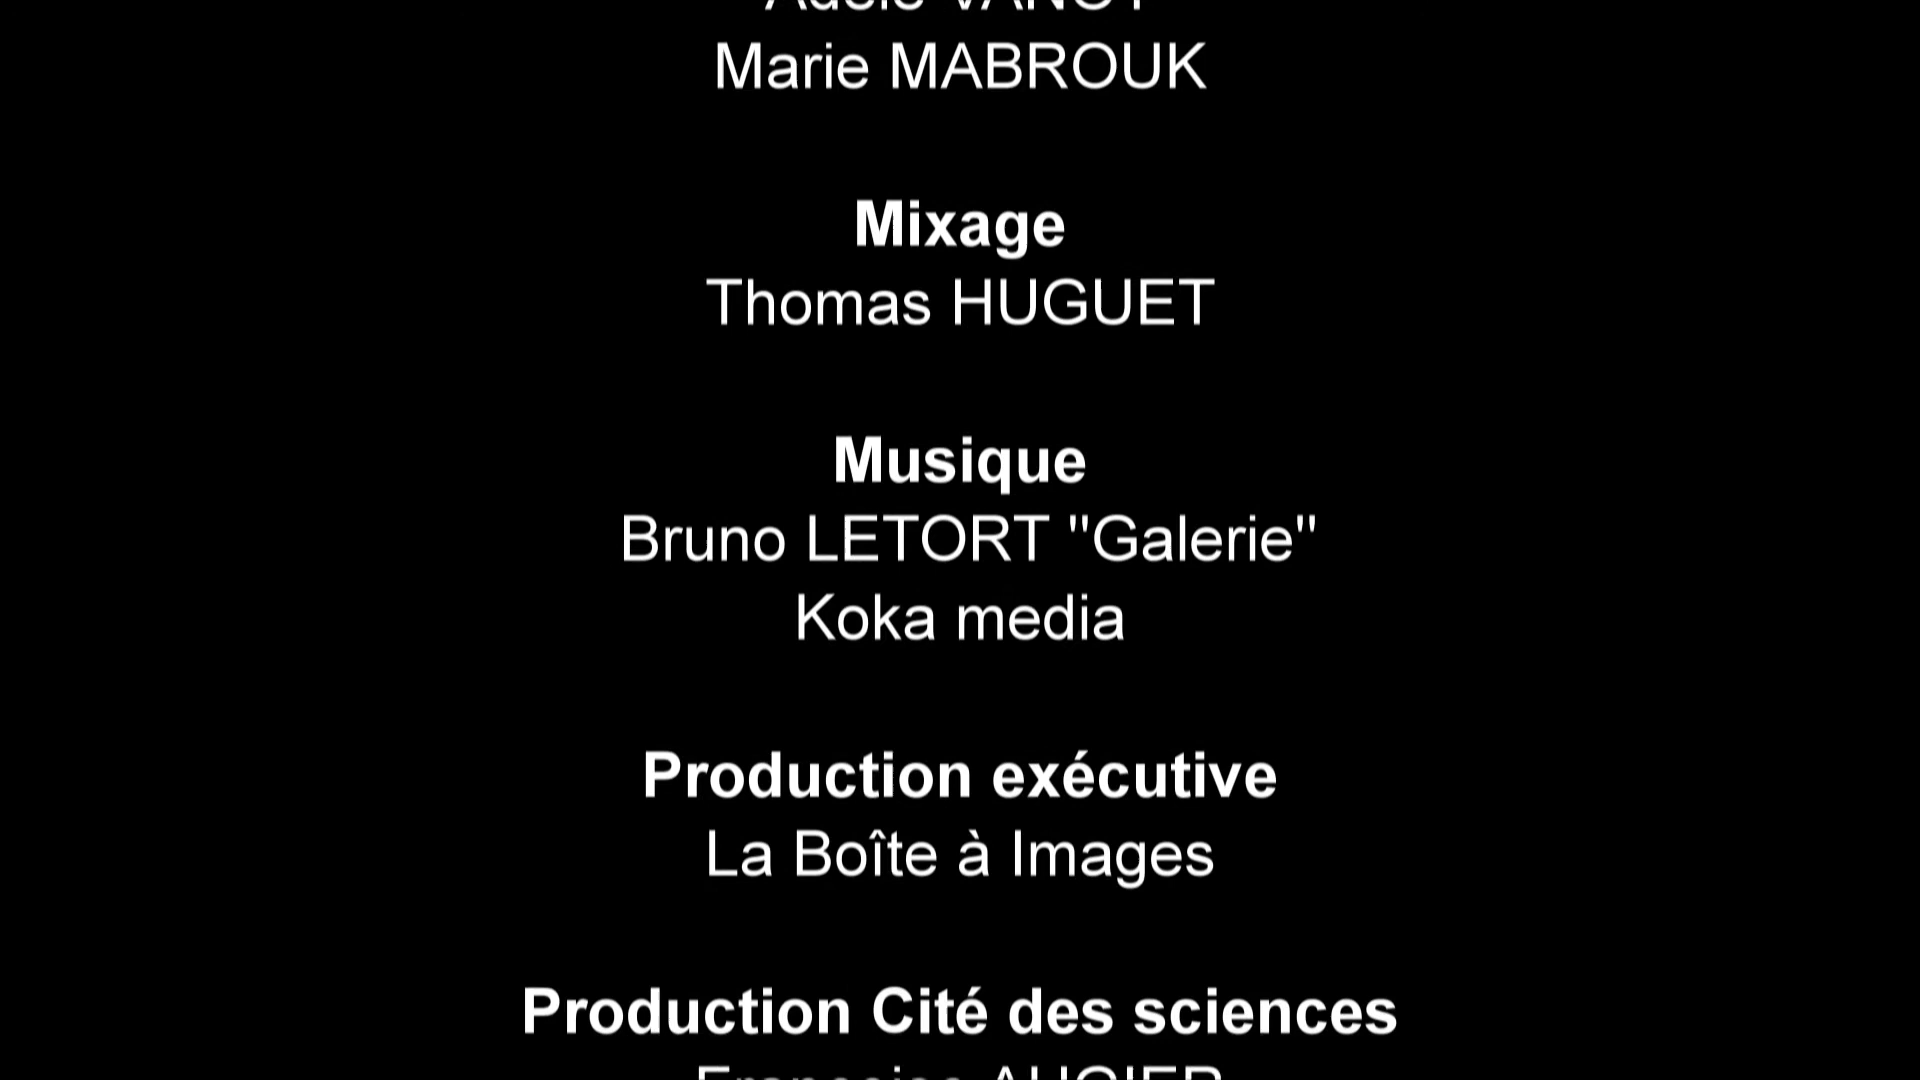 Marie MABROUK
Mixage
Thomas HUGUET
Musique
Bruno LETORT "Galerie"
Koka media
Production exécutive
La Boîte à Images
Production Cité des sciences